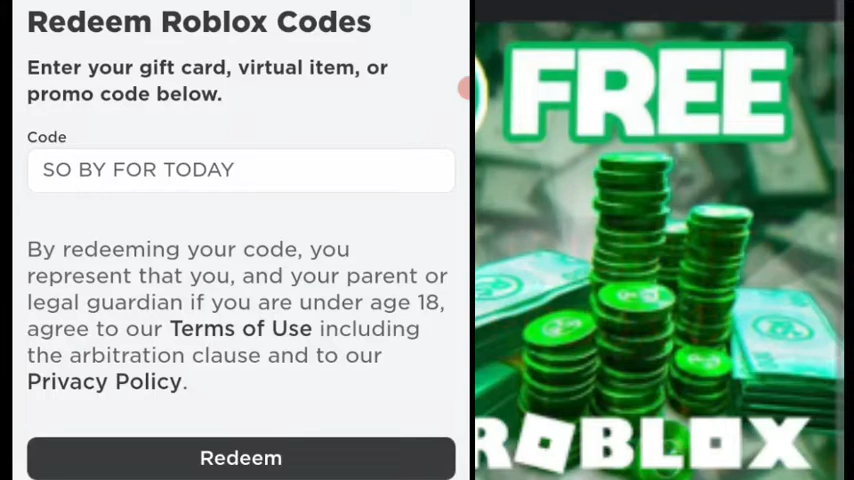 Redeem Roblox Codes
Enter your gift card, virtual item, or
promo code below.
Code
SO BY FOR TODAY
By redeeming your code, you
represent that you, and your parent or
legal guardian if you are under age 18,
agree to our Terms of Use including
the arbitration clause and to our
Privacy Policy.
Redeem
FREE
ROBLOX